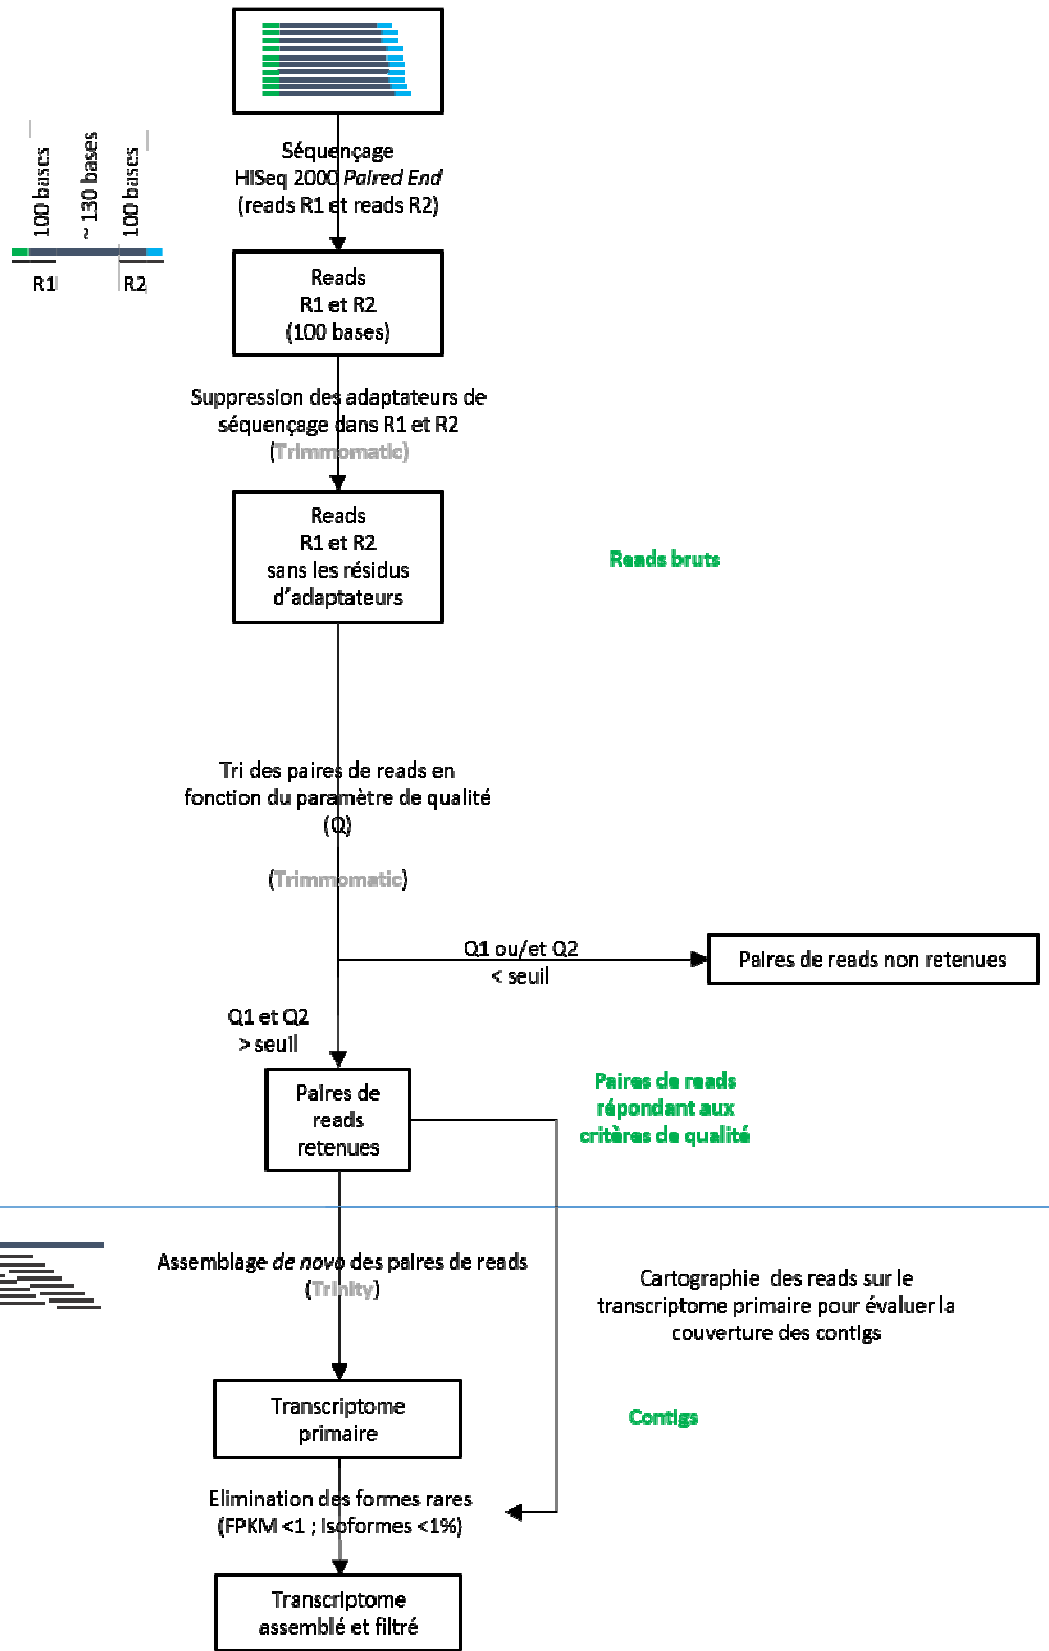 Séquençage
HiSeq 2000 Paired End
(reads R1 et reads R2)
100 bases
~ 130 bases
100 bases
R1
R2
Reads
R1 et R2
(100 bases)
Suppression des adaptateurs de
séquençage dans R1 et R2
(Trimmomatic)
Reads
R1 et R2
sans les résidus
d'adaptateurs
Reads bruts
Tri des paires de reads en
fonction du paramètre de qualité
(Q)
(Trimmomatic)
Q1 ou/et Q2
< seuil
Paires de reads non retenues
Q1 et Q2
> seuil
Paires de
reads
retenues
Paires de reads
répondant aux
critères de qualité
Assemblage de novo des paires de reads
(Trinity)
Cartographie des reads sur le
transcriptome primaire pour évaluer la
couverture des contigs
Transcriptome
primaire
Contigs
Elimination des formes rares
(FPKM <1 ; Isoformes <1%)
Transcriptome
assemblé et filtré